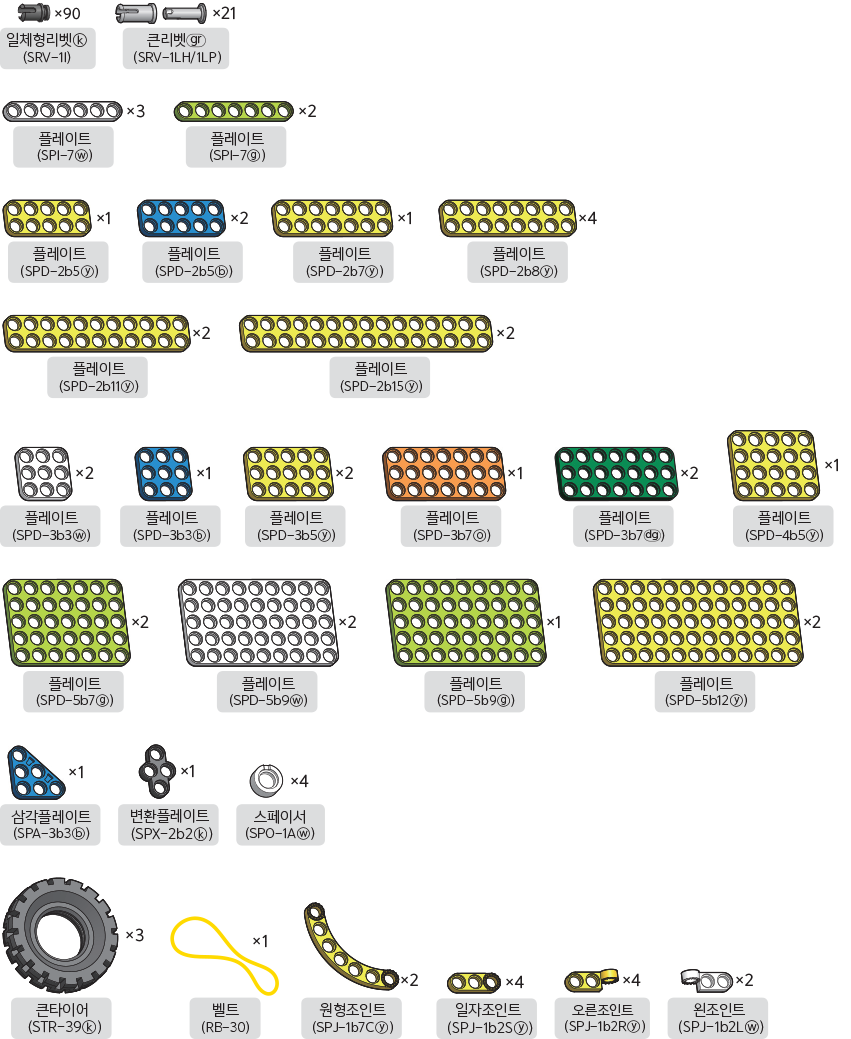 ×90
×21
일체형리벳ⓚ
(SRV-1I)
큰리벳㉾
(SRV-1LH/1LP)
×3
×2
플레이트
(SPI-7ⓦ)
플레이트
(SPI-7ⓖ)
×1
×2
×1
×4
플레이트
(SPD-2b5ⓨ)
플레이트
(SPD-2b5ⓑ)
플레이트
(SPD-2b7ⓨ)
플레이트
(SPD-2b8ⓨ)
×2
×2
플레이트
(SPD-2b11ⓨ)
플레이트
(SPD-2b15ⓨ)
×2
×1
×2
×1
×2
×1
플레이트
(SPD-3b3ⓦ)
플레이트
(SPD-3b3ⓑ)
플레이트
(SPD-3b5ⓨ)
플레이트
(SPD-3b7ⓞ)
플레이트
(SPD-3b7dg)
플레이트
(SPD-4b5ⓨ)
×2
×2
×1
×2
플레이트
(SPD-5b7ⓖ)
플레이트
(SPD-5b9ⓦ)
플레이트
(SPD-5b9ⓖ)
플레이트
(SPD-5b12ⓨ)
×1
×1
×4
삼각플레이트
(SPA-3b3ⓑ)
변환플레이트
(SPX-2b2ⓚ)
스페이서
(SPO-1Aⓦ)
×3
×1
×2
×4
×4
×2
큰타이어
(STR-39ⓚ)
벨트
(RB-30)
원형조인트
(SPJ-1b7Cⓨ)
일자조인트
(SPJ-1b2Sⓨ)
오른조인트
(SPJ-1b2Rⓨ)
왼조인트
(SPJ-1b2Lⓦ)